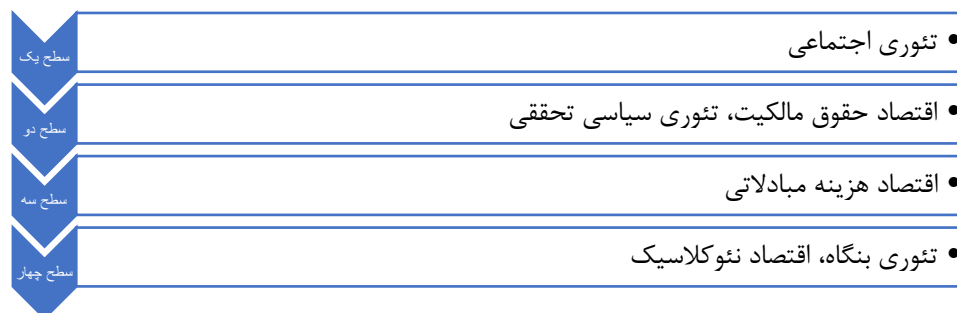 سطح یک
• تئوری اجتماعی
سطح دو
• اقتصاد حقوق مالکیت، تئوری سیاسی تحققی
سطح سه
• اقتصاد هزینه مبادلاتی
سطح چهار
• تئوری بنگاه، اقتصاد نئوکلاسیک